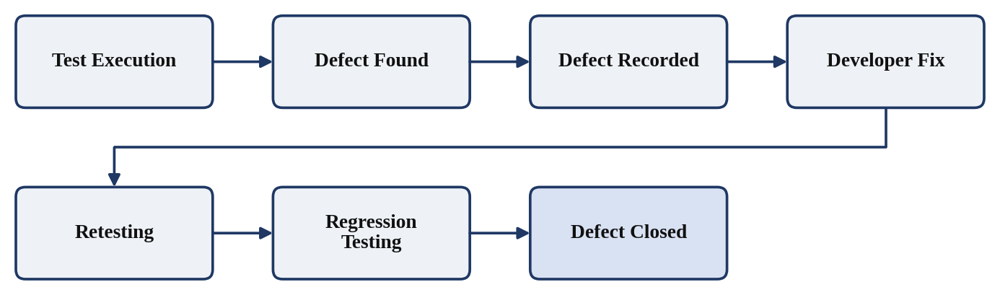 Test Execution
Defect Found
Defect Recorded
Developer Fix
Retesting
Regression
Testing
Defect Closed